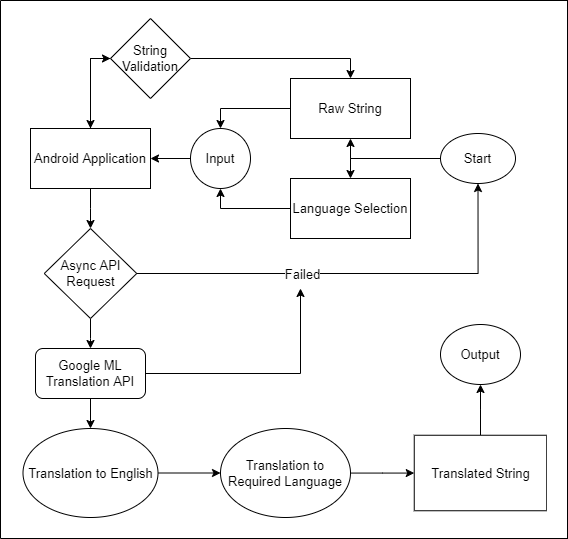 String
Validation
Raw String
Android Application
Input
Start
Language Selection
Async API
Request
Failed
Google ML
Translation API
Output
Translation to English
Translation to
Required Language
Translated String